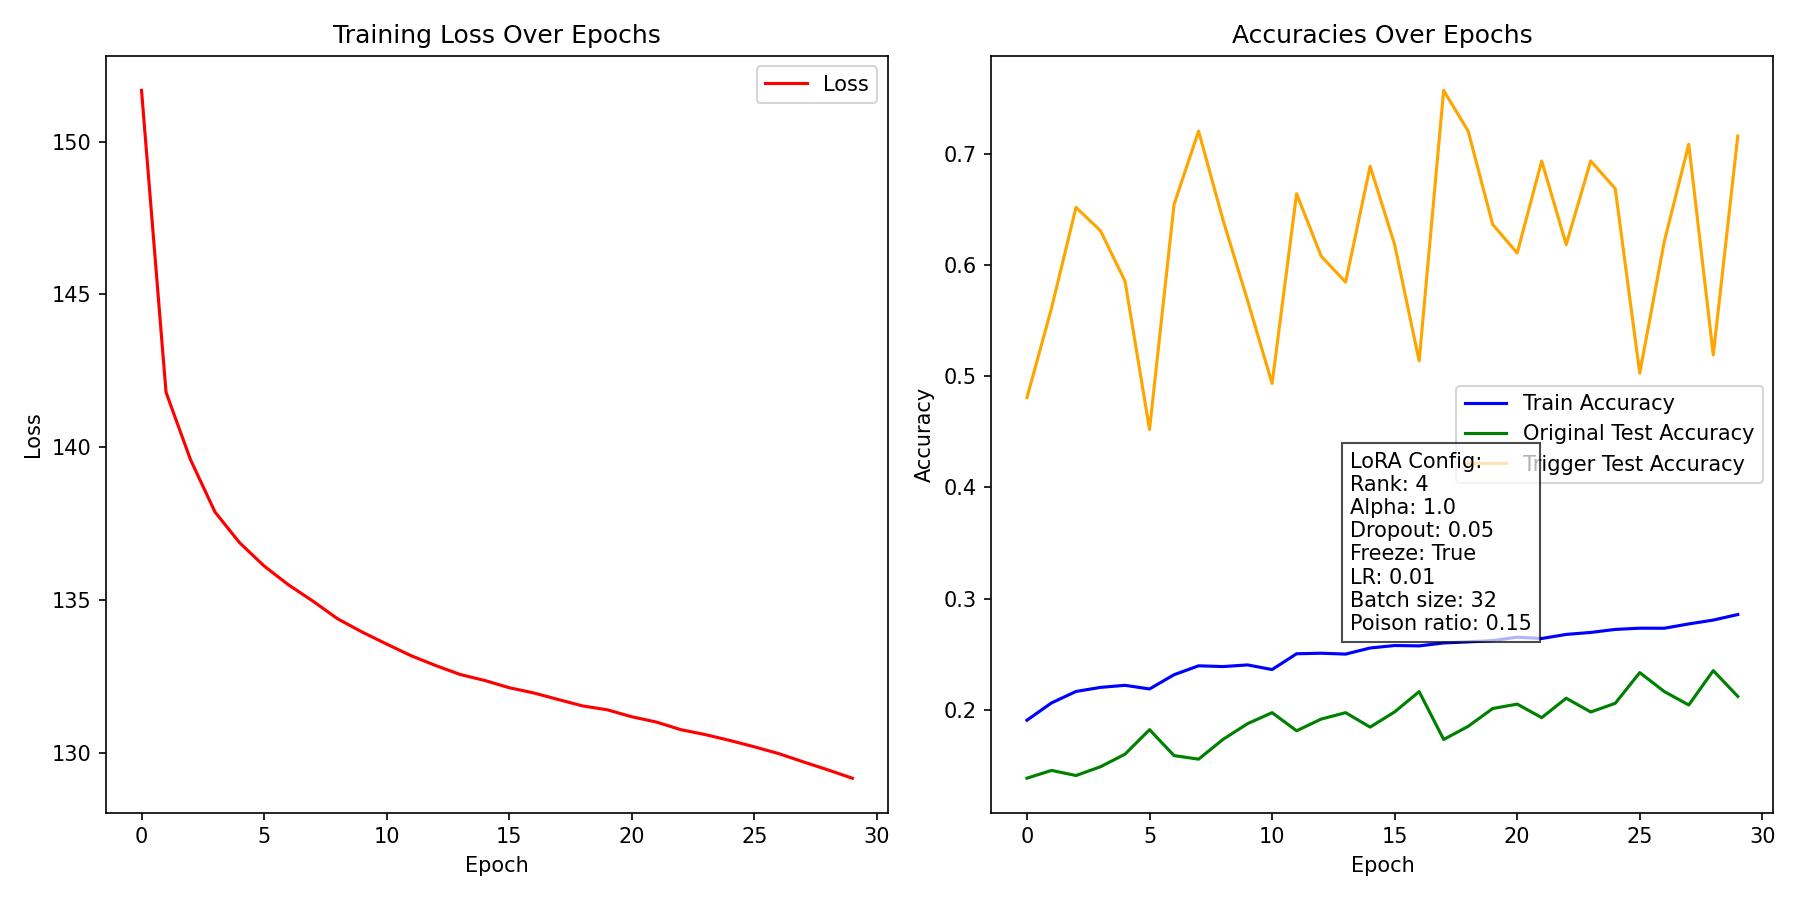 Training Loss Over Epochs
Loss
150
145
140
135
130
Loss
0
5
10
15
20
25
30
Epoch
Accuracies Over Epochs
0.7
0.6
0.5
0.4
0.3
0.2
Accuracy
Train Accuracy
Original Test Accuracy
Trigger Test Accuracy
LoRA Config:
Rank: 4
Alpha: 1.0
Dropout: 0.05
Freeze: True
LR: 0.01
Batch size: 32
Poison ratio: 0.15
0
5
10
15
20
25
30
Epoch